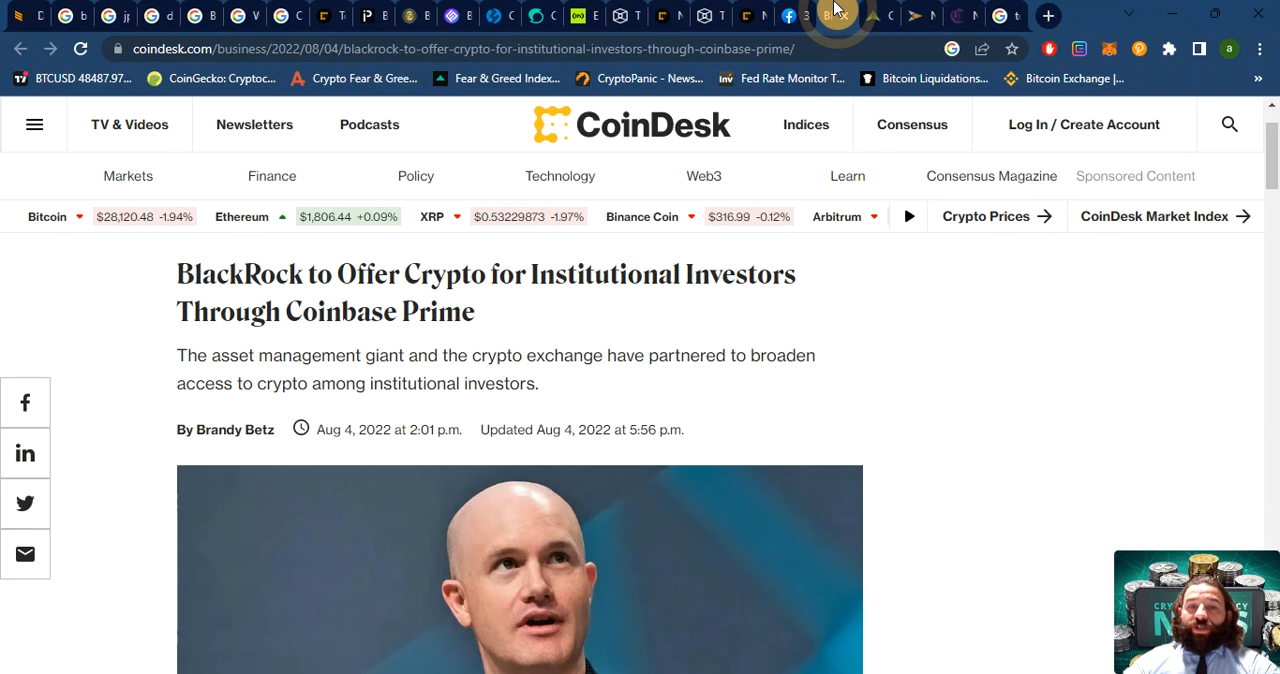 D
b
jp
d
B
V
C
T
B
B
B
C
C
E
T
N
T
N
3
B
C
N
N
t
coindesk.com/business/2022/08/04/blackrock-to-offer-crypto-for-institutional-investors-through-coinbase-prime/
a
BTCUSD 48487.97...
CoinGecko: Cryptoc...
Crypto Fear & Gree...
Fear & Greed Index...
CryptoPanic - News...
Fed Rate Monitor T...
Bitcoin Liquidations...
Bitcoin Exchange |...
»
TV & Videos
Newsletters
Podcasts
CoinDesk
Indices
Consensus
Log In / Create Account
Markets
Finance
Policy
Technology
Web3
Learn
Consensus Magazine
Sponsored Content
Bitcoin $28,120.48 -1.94%
Ethereum $1,806.44 +0.09%
XRP $0.53229873 -1.97%
Binance Coin $316.99 -0.12%
Arbitrum
Crypto Prices
CoinDesk Market Index
BlackRock to Offer Crypto for Institutional Investors
Through Coinbase Prime
The asset management giant and the crypto exchange have partnered to broaden
access to crypto among institutional investors.
By Brandy Betz
Aug 4, 2022 at 2:01 p.m.
Updated Aug 4, 2022 at 5:56 p.m.